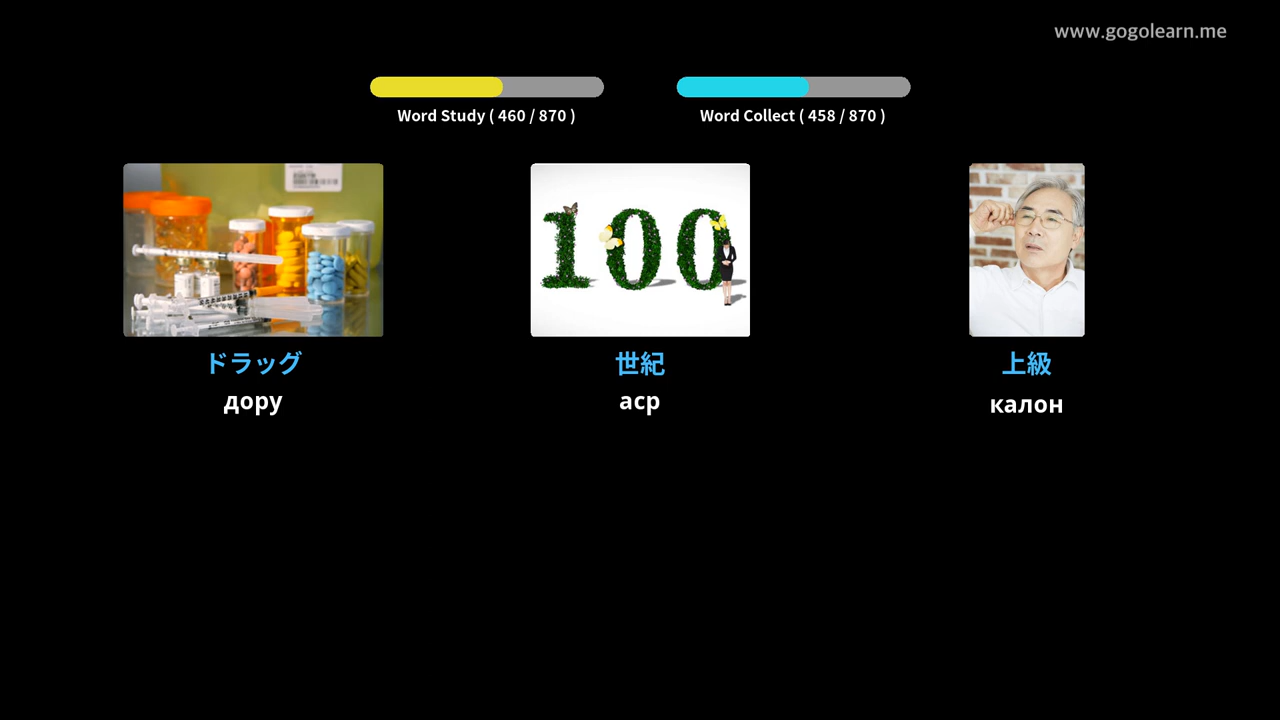 www.gogolearn.me
Word Study ( 460 / 870 )
Word Collect ( 458 / 870 )
ドラッグ
世紀
上級
дору
аср
калон